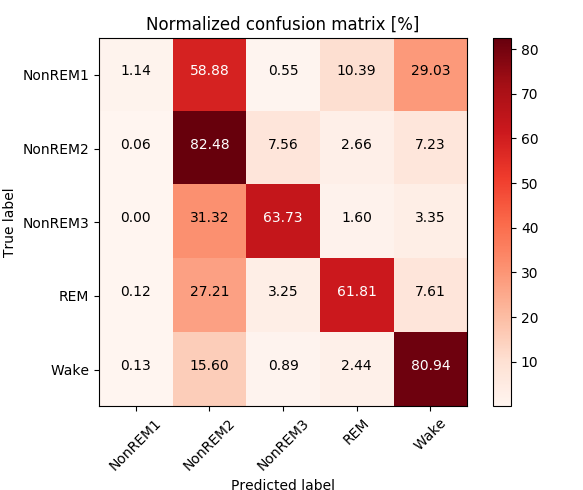 Normalized confusion matrix [%]
True label
NonREM1 1.14 58.88 0.55 10.39 29.03
NonREM2 0.06 82.48 7.56 2.66 7.23
NonREM3 0.00 31.32 63.73 1.60 3.35
REM 0.12 27.21 3.25 61.81 7.61
Wake 0.13 15.60 0.89 2.44 80.94
NonREM1 NonREM2 NonREM3 REM Wake
Predicted label
80
70
60
50
40
30
20
10